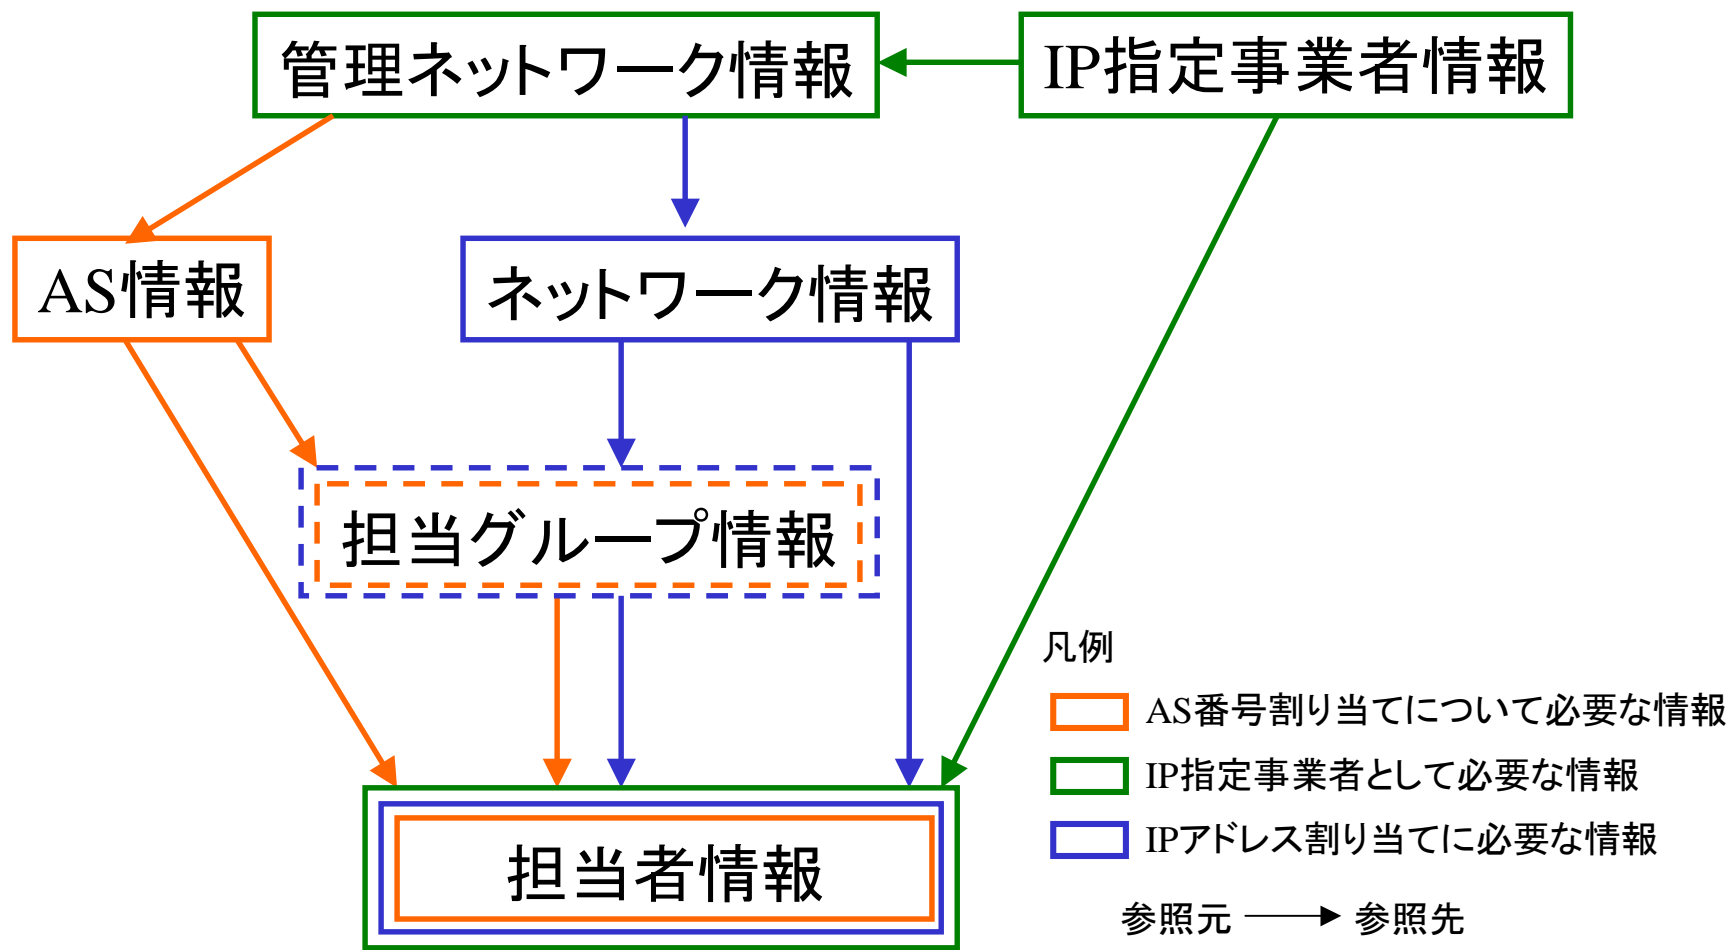 管理ネットワーク情報
IP指定事業者情報
AS情報
ネットワーク情報
担当グループ情報
担当者情報
凡例
AS番号割り当てについて必要な情報
IP指定事業者として必要な情報
IPアドレス割り当てに必要な情報
参照元 参照先